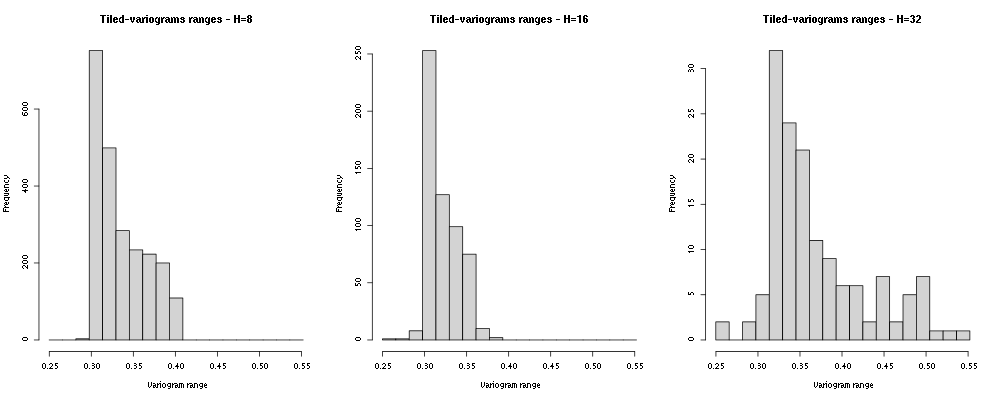 Tiled-variograms ranges - H=8
Frequency
0
200
400
600
0.25 0.30 0.35 0.40 0.45 0.50 0.55
Variogram range
Tiled-variograms ranges - H=16
Frequency
0
50
100
150
200
250
0.25 0.30 0.35 0.40 0.45 0.50 0.55
Variogram range
Tiled-variograms ranges - H=32
Frequency
0
5
10
15
20
25
30
0.25 0.30 0.35 0.40 0.45 0.50 0.55
Variogram range